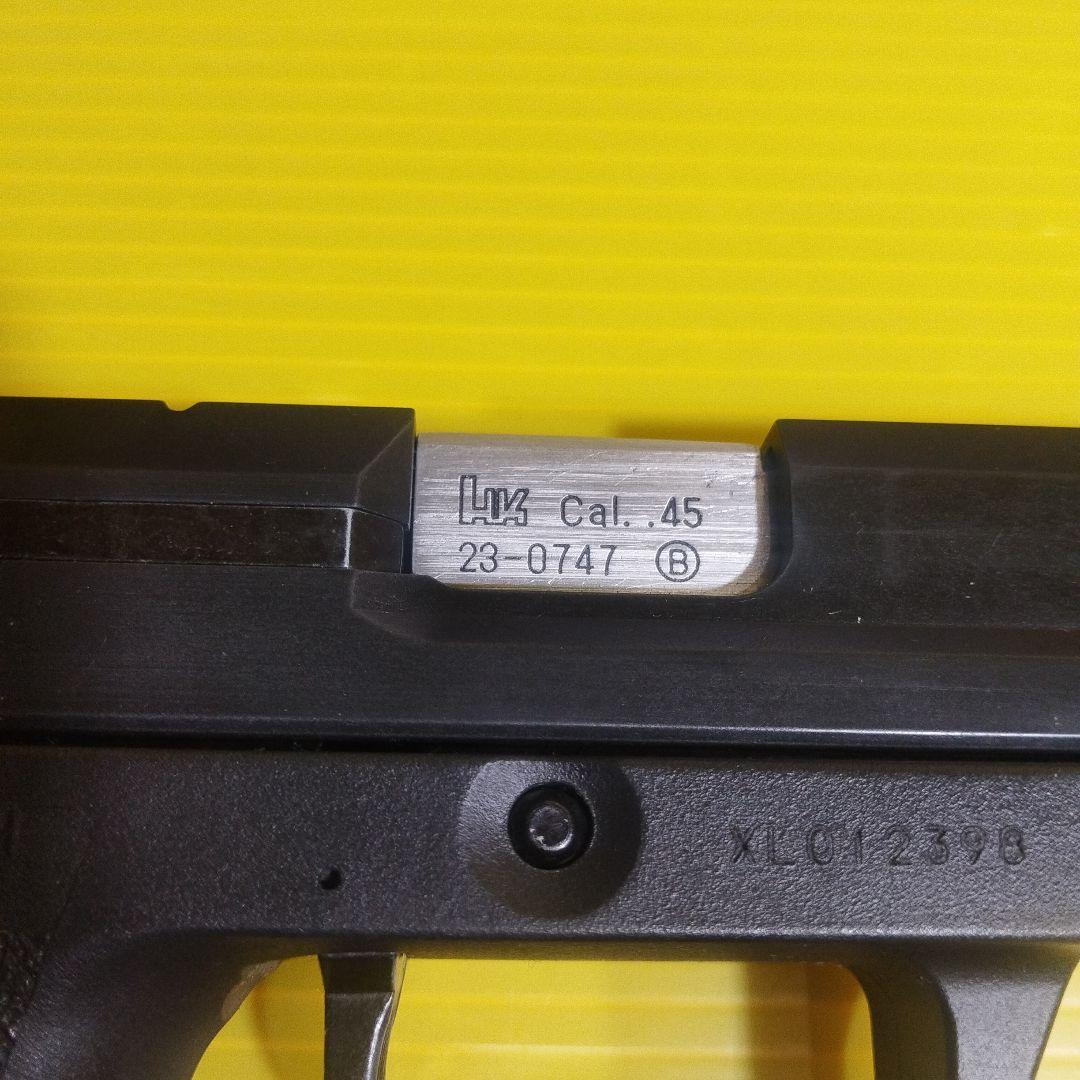 HK Cal. .45
23-0747 Ⓑ
XL012398